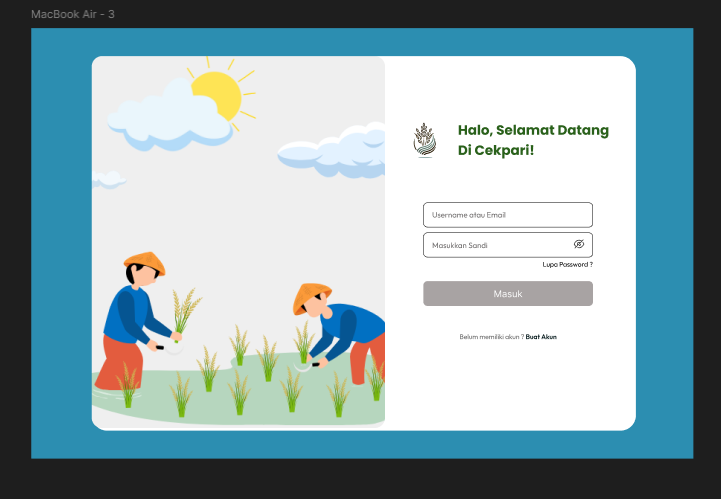 MacBook Air - 3
Halo, Selamat Datang
Di Cekpari!
Username atau Email
Masukkan Sandi
Lupa Password ?
Masuk
Belum memiliki akun ? Buat Akun